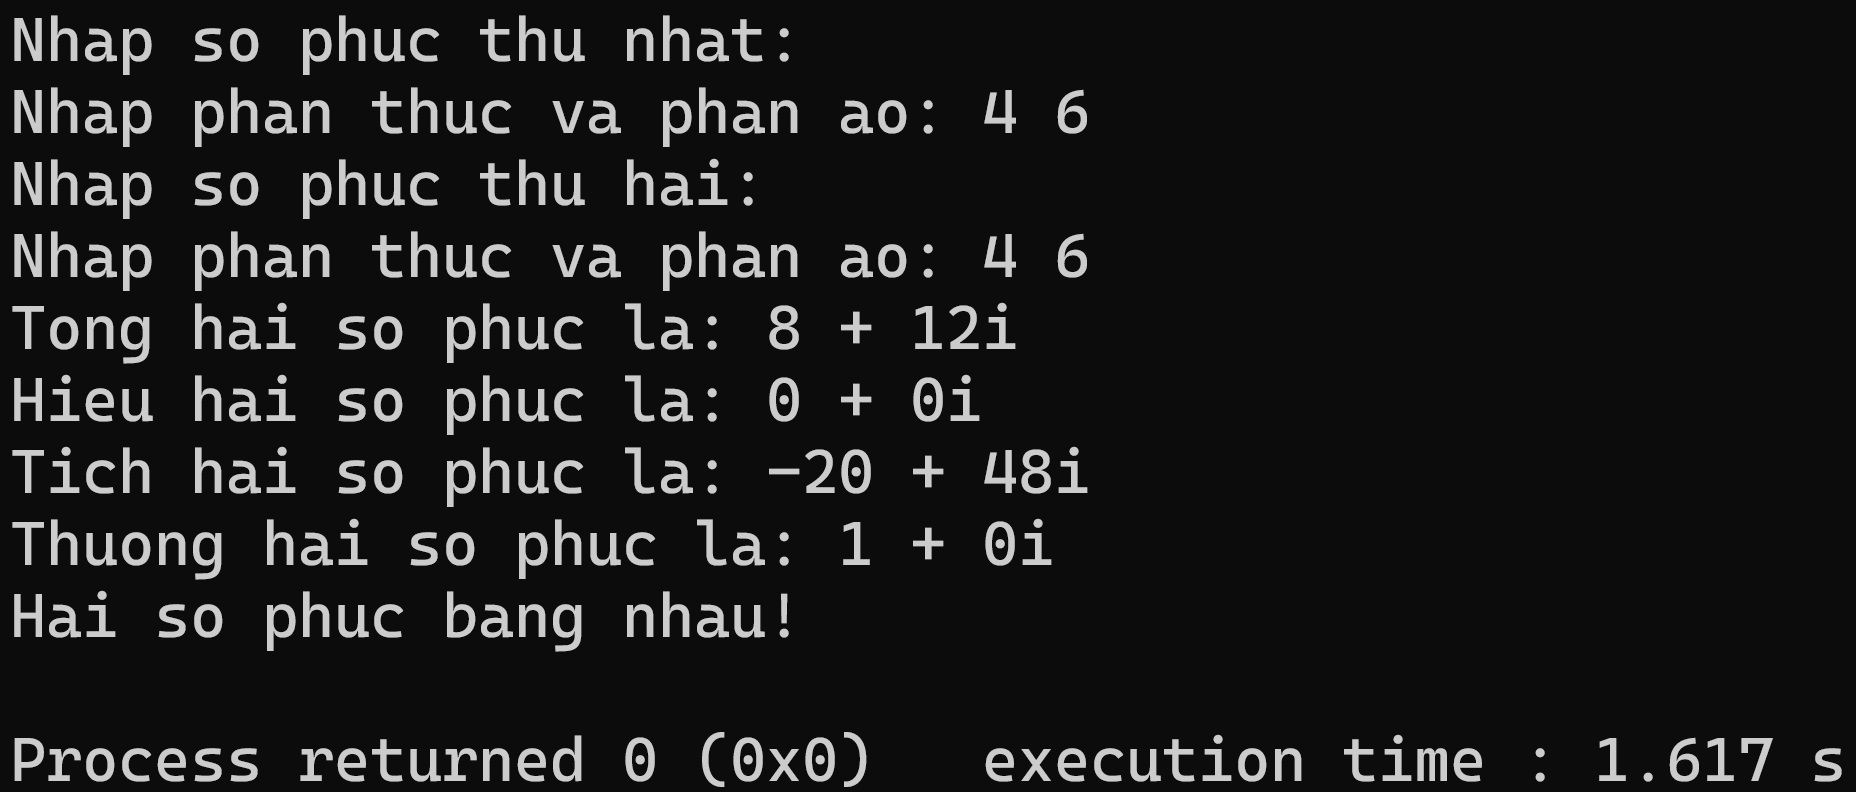 Nhap so phuc thu nhat:
Nhap phan thuc va phan ao: 4 6
Nhap so phuc thu hai:
Nhap phan thuc va phan ao: 4 6
Tong hai so phuc la: 8 + 12i
Hieu hai so phuc la: 0 + 0i
Tich hai so phuc la: -20 + 48i
Thuong hai so phuc la: 1 + 0i
Hai so phuc bang nhau!
Process returned 0 (0x0)   execution time : 1.617 s